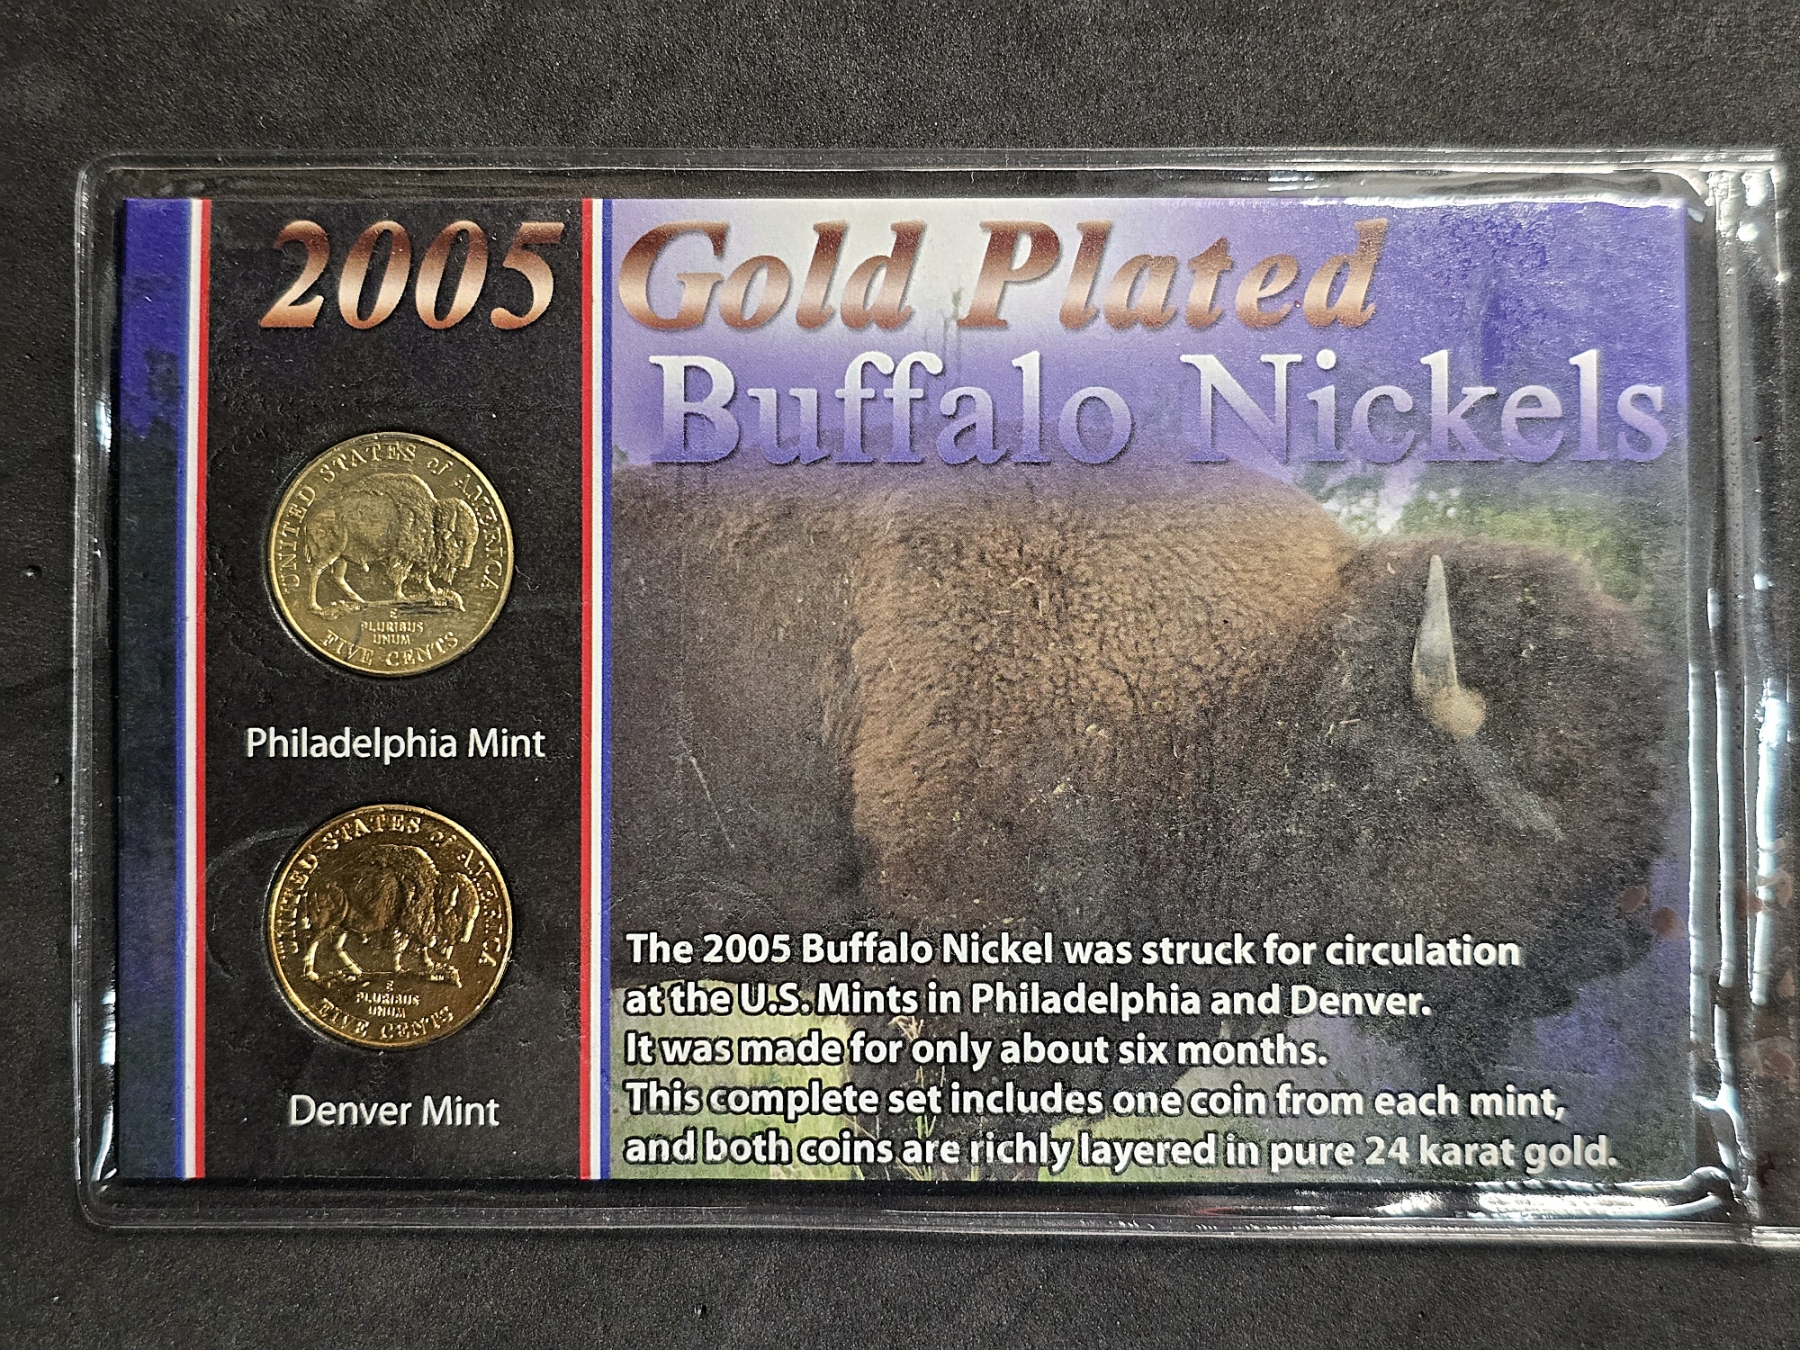 2005 Gold Plated
Buffalo Nickels
UNITED STATES of AMERICA
E
PLURIBUS
UNUM
FIVE CENTS
Philadelphia Mint
UNITED STATES of AMERICA
E
PLURIBUS
UNUM
FIVE CENTS
Denver Mint
The 2005 Buffalo Nickel was struck for circulation
at the U.S. Mints in Philadelphia and Denver.
It was made for only about six months.
This complete set includes one coin from each mint,
and both coins are richly layered in pure 24 karat gold.